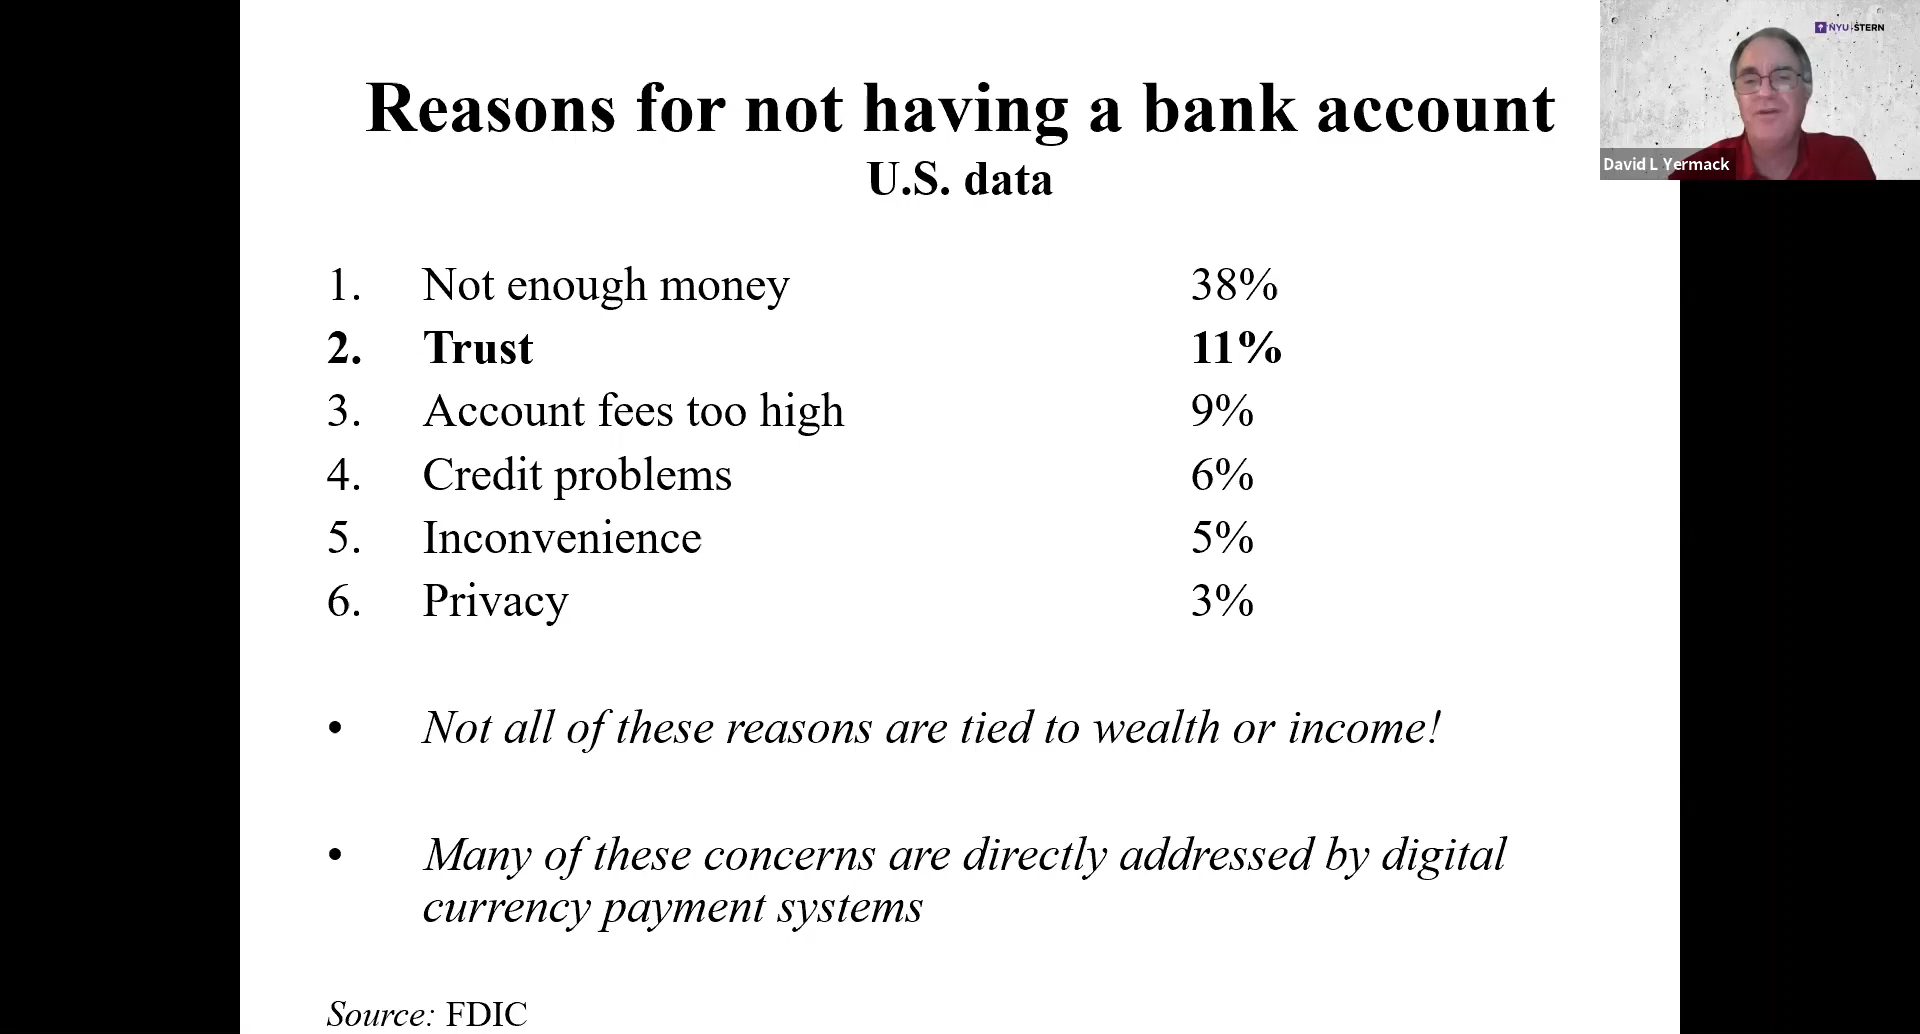 Reasons for not having a bank account
U.S. data
1. Not enough money 38%
2. Trust 11%
3. Account fees too high 9%
4. Credit problems 6%
5. Inconvenience 5%
6. Privacy 3%
• Not all of these reasons are tied to wealth or income!
• Many of these concerns are directly addressed by digital
currency payment systems
Source: FDIC
NYU STERN
David L Yermack